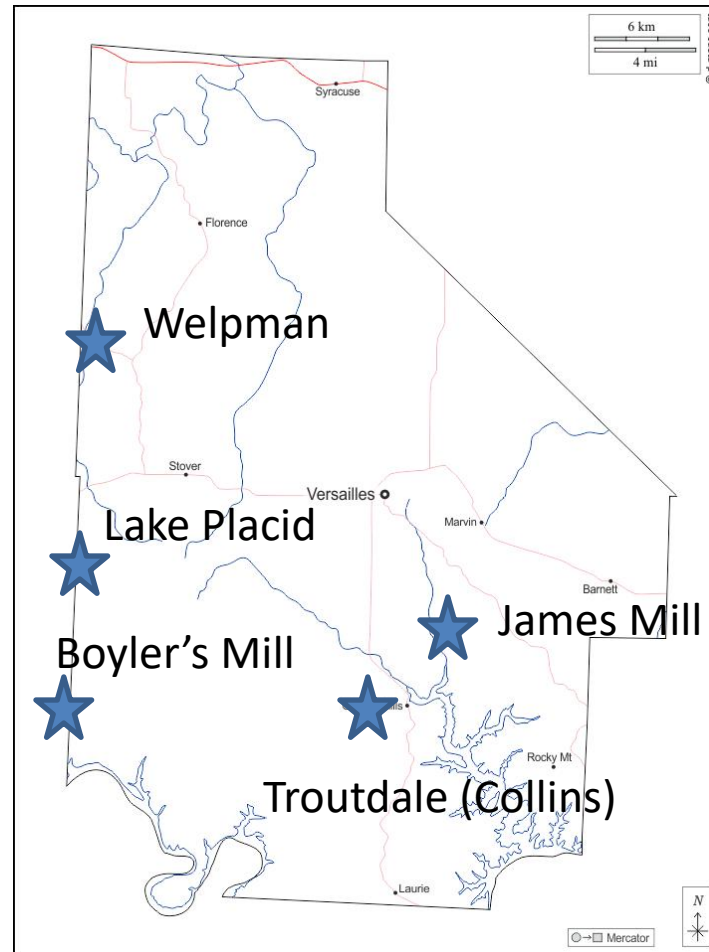 6 km
4 mi
Syracuse
Florence
Welpman
Stover
Versailles
Lake Placid
Marvin
Barnett
James Mill
Boyler's Mill
Rocky Mt
Troutdale (Collins)
Laurie
N
Mercator